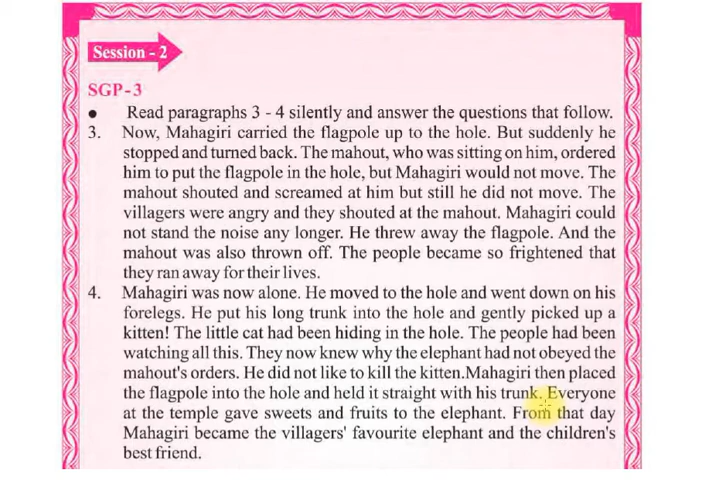 Session - 2
SGP-3
• Read paragraphs 3 - 4 silently and answer the questions that follow.
3. Now, Mahagiri carried the flagpole up to the hole. But suddenly he
stopped and turned back. The mahout, who was sitting on him, ordered
him to put the flagpole in the hole, but Mahagiri would not move. The
mahout shouted and screamed at him but still he did not move. The
villagers were angry and they shouted at the mahout. Mahagiri could
not stand the noise any longer. He threw away the flagpole. And the
mahout was also thrown off. The people became so frightened that
they ran away for their lives.
4. Mahagiri was now alone. He moved to the hole and went down on his
forelegs. He put his long trunk into the hole and gently picked up a
kitten! The little cat had been hiding in the hole. The people had been
watching all this. They now knew why the elephant had not obeyed the
mahout's orders. He did not like to kill the kitten.Mahagiri then placed
the flagpole into the hole and held it straight with his trunk. Everyone
at the temple gave sweets and fruits to the elephant. From that day
Mahagiri became the villagers' favourite elephant and the children's
best friend.